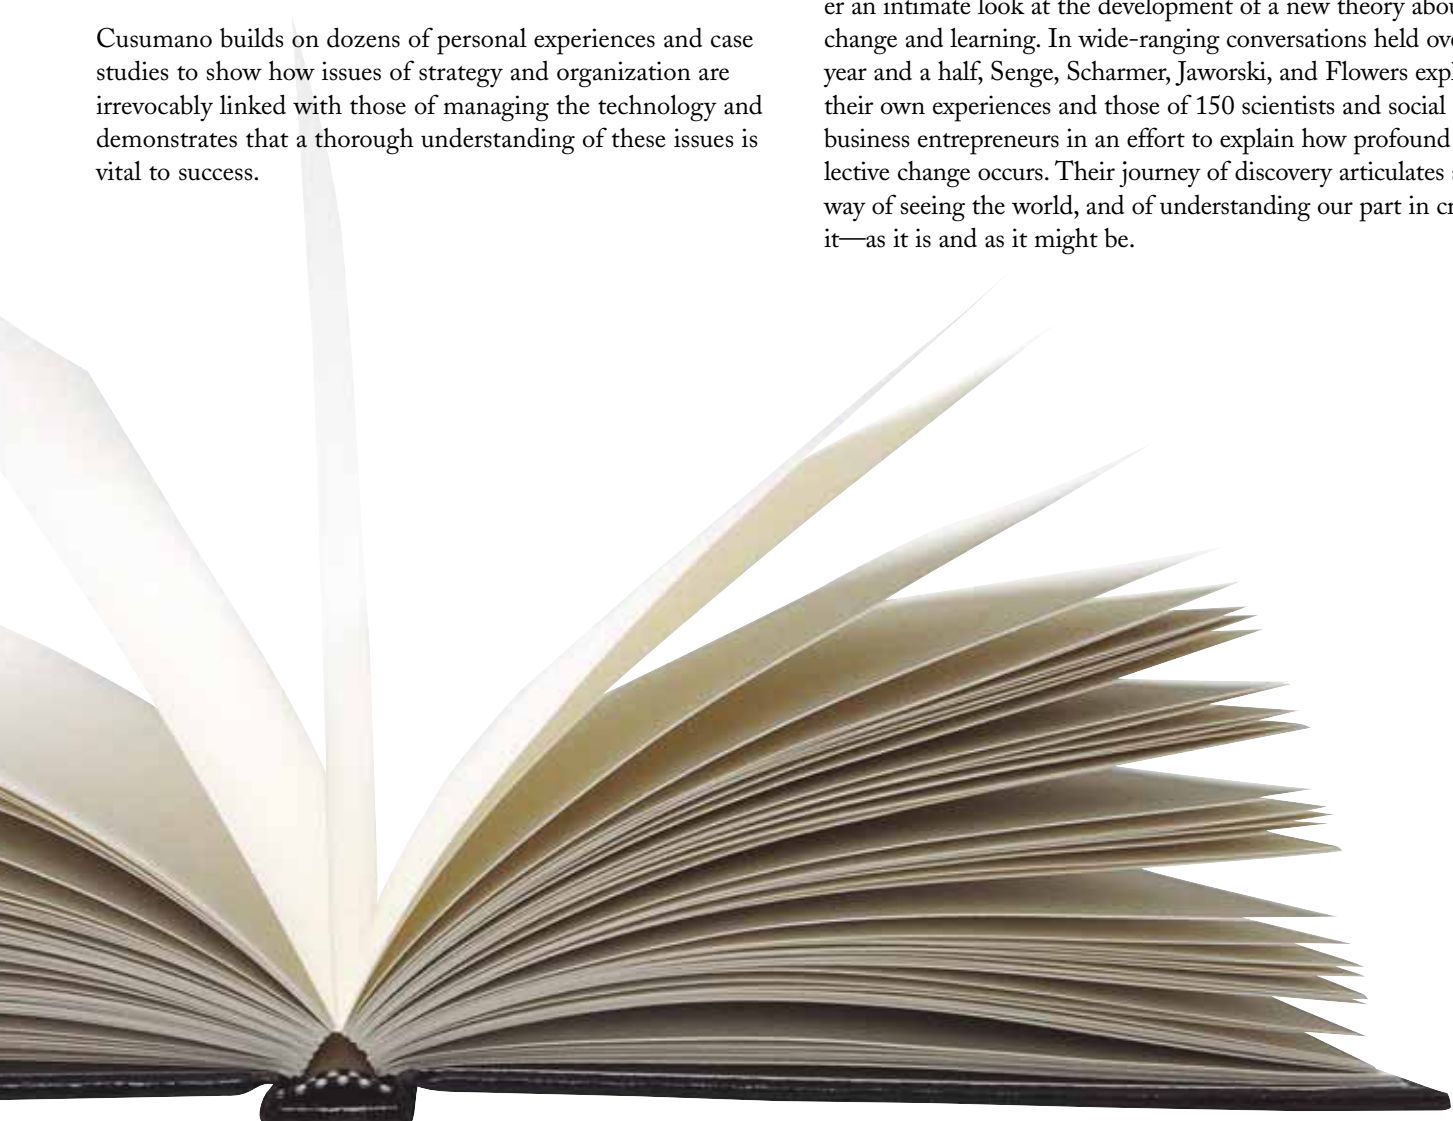 Cusumano builds on dozens of personal experiences and case
studies to show how issues of strategy and organization are
irrevocably linked with those of managing the technology and
demonstrates that a thorough understanding of these issues is
vital to success.
er an intimate look at the development of a new theory
change and learning. In wide-ranging conversations held
year and a half, Senge, Scharmer, Jaworski, and Flowers
their own experiences and those of 150 scientists and social
business entrepreneurs in an effort to explain how profound
lective change occurs. Their journey of discovery articulates
way of seeing the world, and of understanding our part in
it—as it is and as it might be.